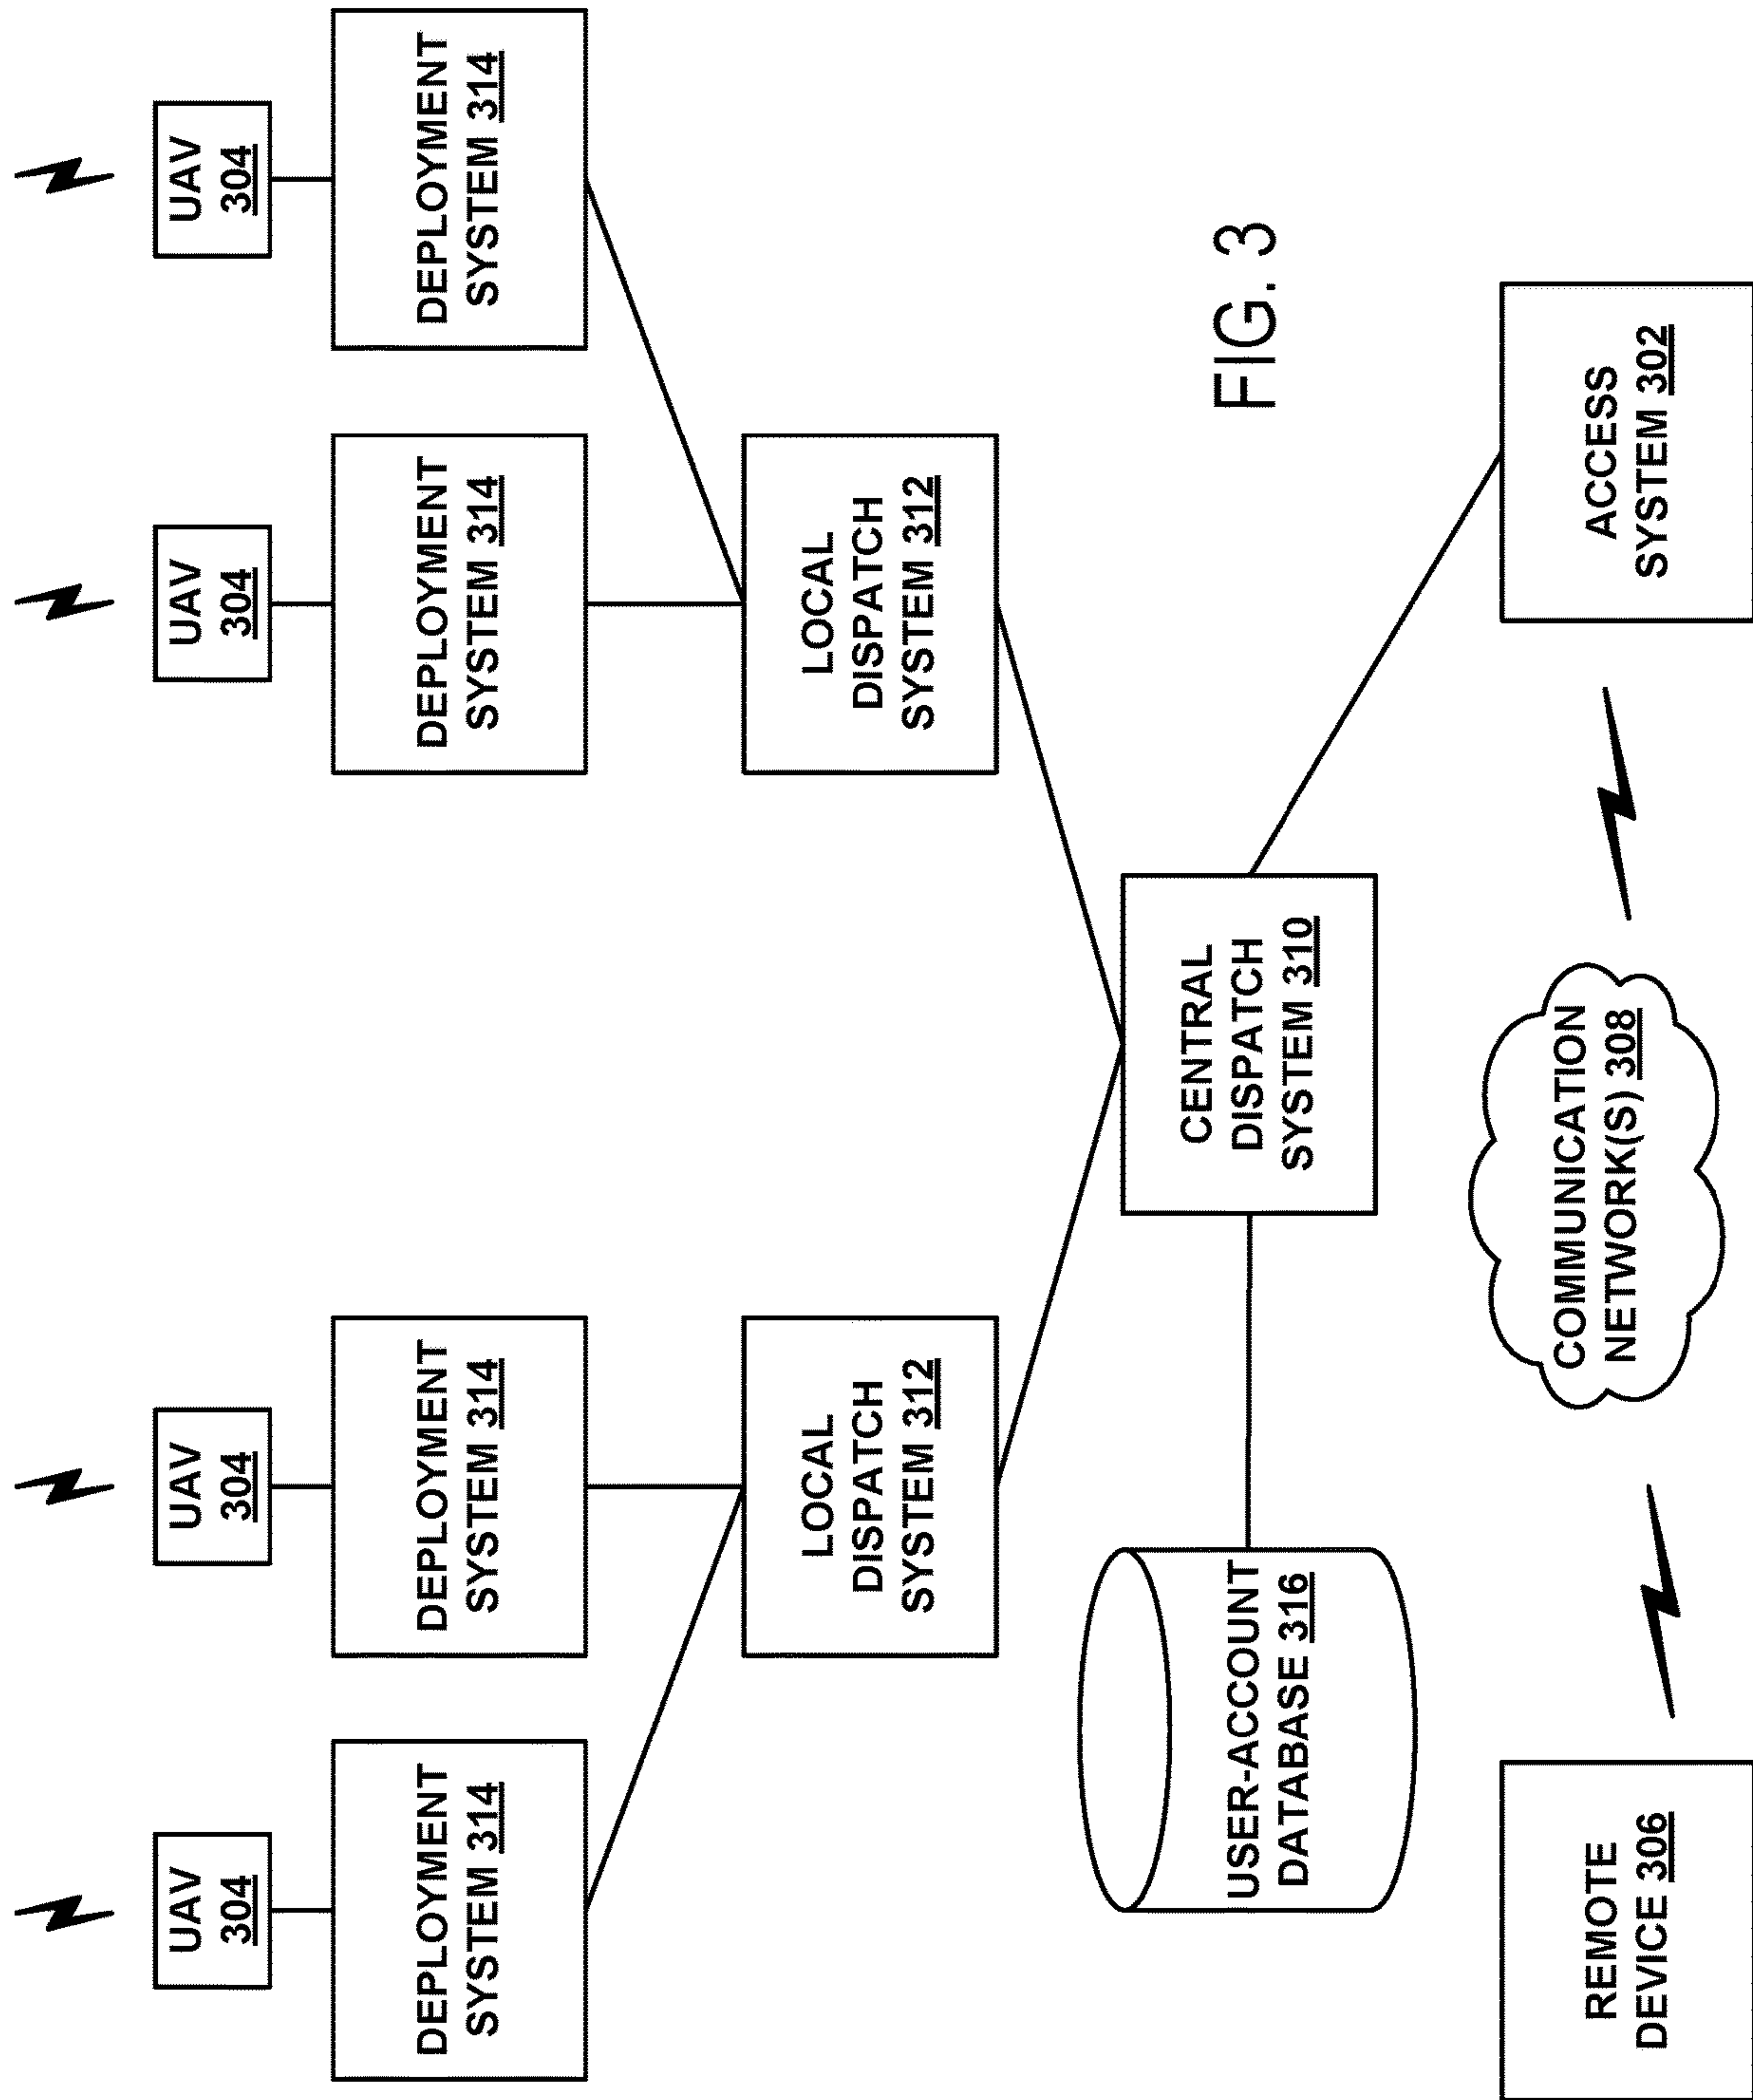 UAV
304
UAV
304
UAV
304
UAV
304
DEPLOYMENT
SYSTEM 314
DEPLOYMENT
SYSTEM 314
DEPLOYMENT
SYSTEM 314
DEPLOYMENT
SYSTEM 314
LOCAL
DISPATCH
SYSTEM 312
LOCAL
DISPATCH
SYSTEM 312
USER-ACCOUNT
DATABASE 316
CENTRAL
DISPATCH
SYSTEM 310
FIG. 3
REMOTE
DEVICE 306
COMMUNICATION
NETWORK(S) 308
ACCESS
SYSTEM 302